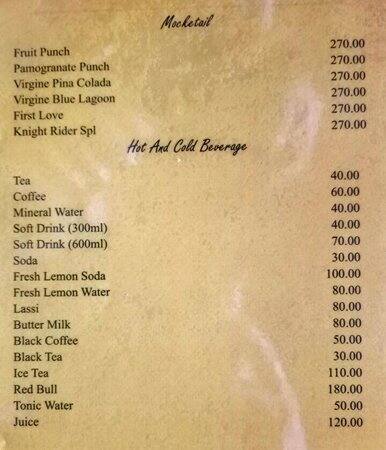 Mocketail
Fruit Punch 270.00
Pamogranate Punch 270.00
Virgine Pina Colada 270.00
Virgine Blue Lagoon 270.00
First Love 270.00
Knight Rider Spl 270.00
Hot And Cold Beverage
Tea 40.00
Coffee 60.00
Mineral Water 40.00
Soft Drink (300ml) 40.00
Soft Drink (600ml) 70.00
Soda 30.00
Fresh Lemon Soda 100.00
Fresh Lemon Water 80.00
Lassi 80.00
Butter Milk 80.00
Black Coffee 50.00
Black Tea 30.00
Ice Tea 110.00
Red Bull 180.00
Tonic Water 50.00
Juice 120.00